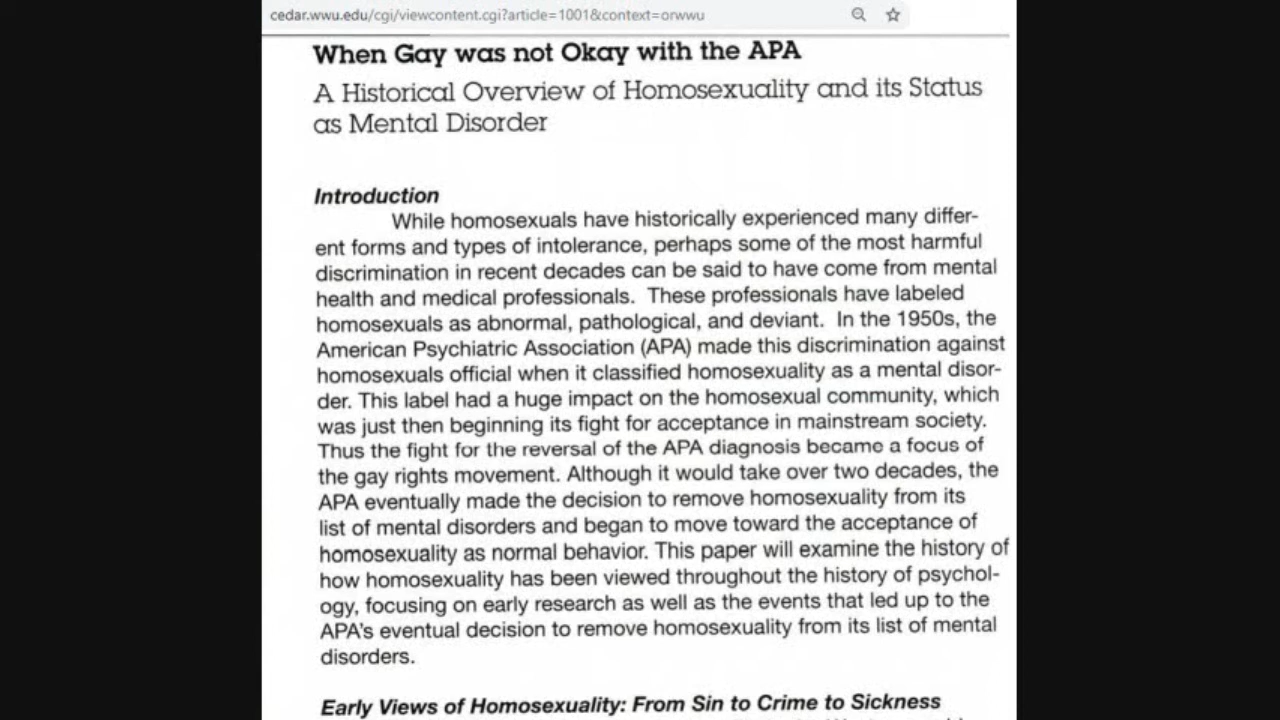 cedar.wwu.edu/cgi/viewcontent.cgi?article=1001&context=orwwu
When Gay was not Okay with the APA
A Historical Overview of Homosexuality and its Status
as Mental Disorder
Introduction
While homosexuals have historically experienced many differ-
ent forms and types of intolerance, perhaps some of the most harmful
discrimination in recent decades can be said to have come from mental
health and medical professionals. These professionals have labeled
homosexuals as abnormal, pathological, and deviant. In the 1950s, the
American Psychiatric Association (APA) made this discrimination against
homosexuals official when it classified homosexuality as a mental disor-
der. This label had a huge impact on the homosexual community, which
was just then beginning its fight for acceptance in mainstream society.
Thus the fight for the reversal of the APA diagnosis became a focus of
the gay rights movement. Although it would take over two decades, the
APA eventually made the decision to remove homosexuality from its
list of mental disorders and began to move toward the acceptance of
homosexuality as normal behavior. This paper will examine the history of
how homosexuality has been viewed throughout the history of psychol-
ogy, focusing on early research as well as the events that led up to the
APA's eventual decision to remove homosexuality from its list of mental
disorders.
Early Views of Homosexuality: From Sin to Crime to Sickness